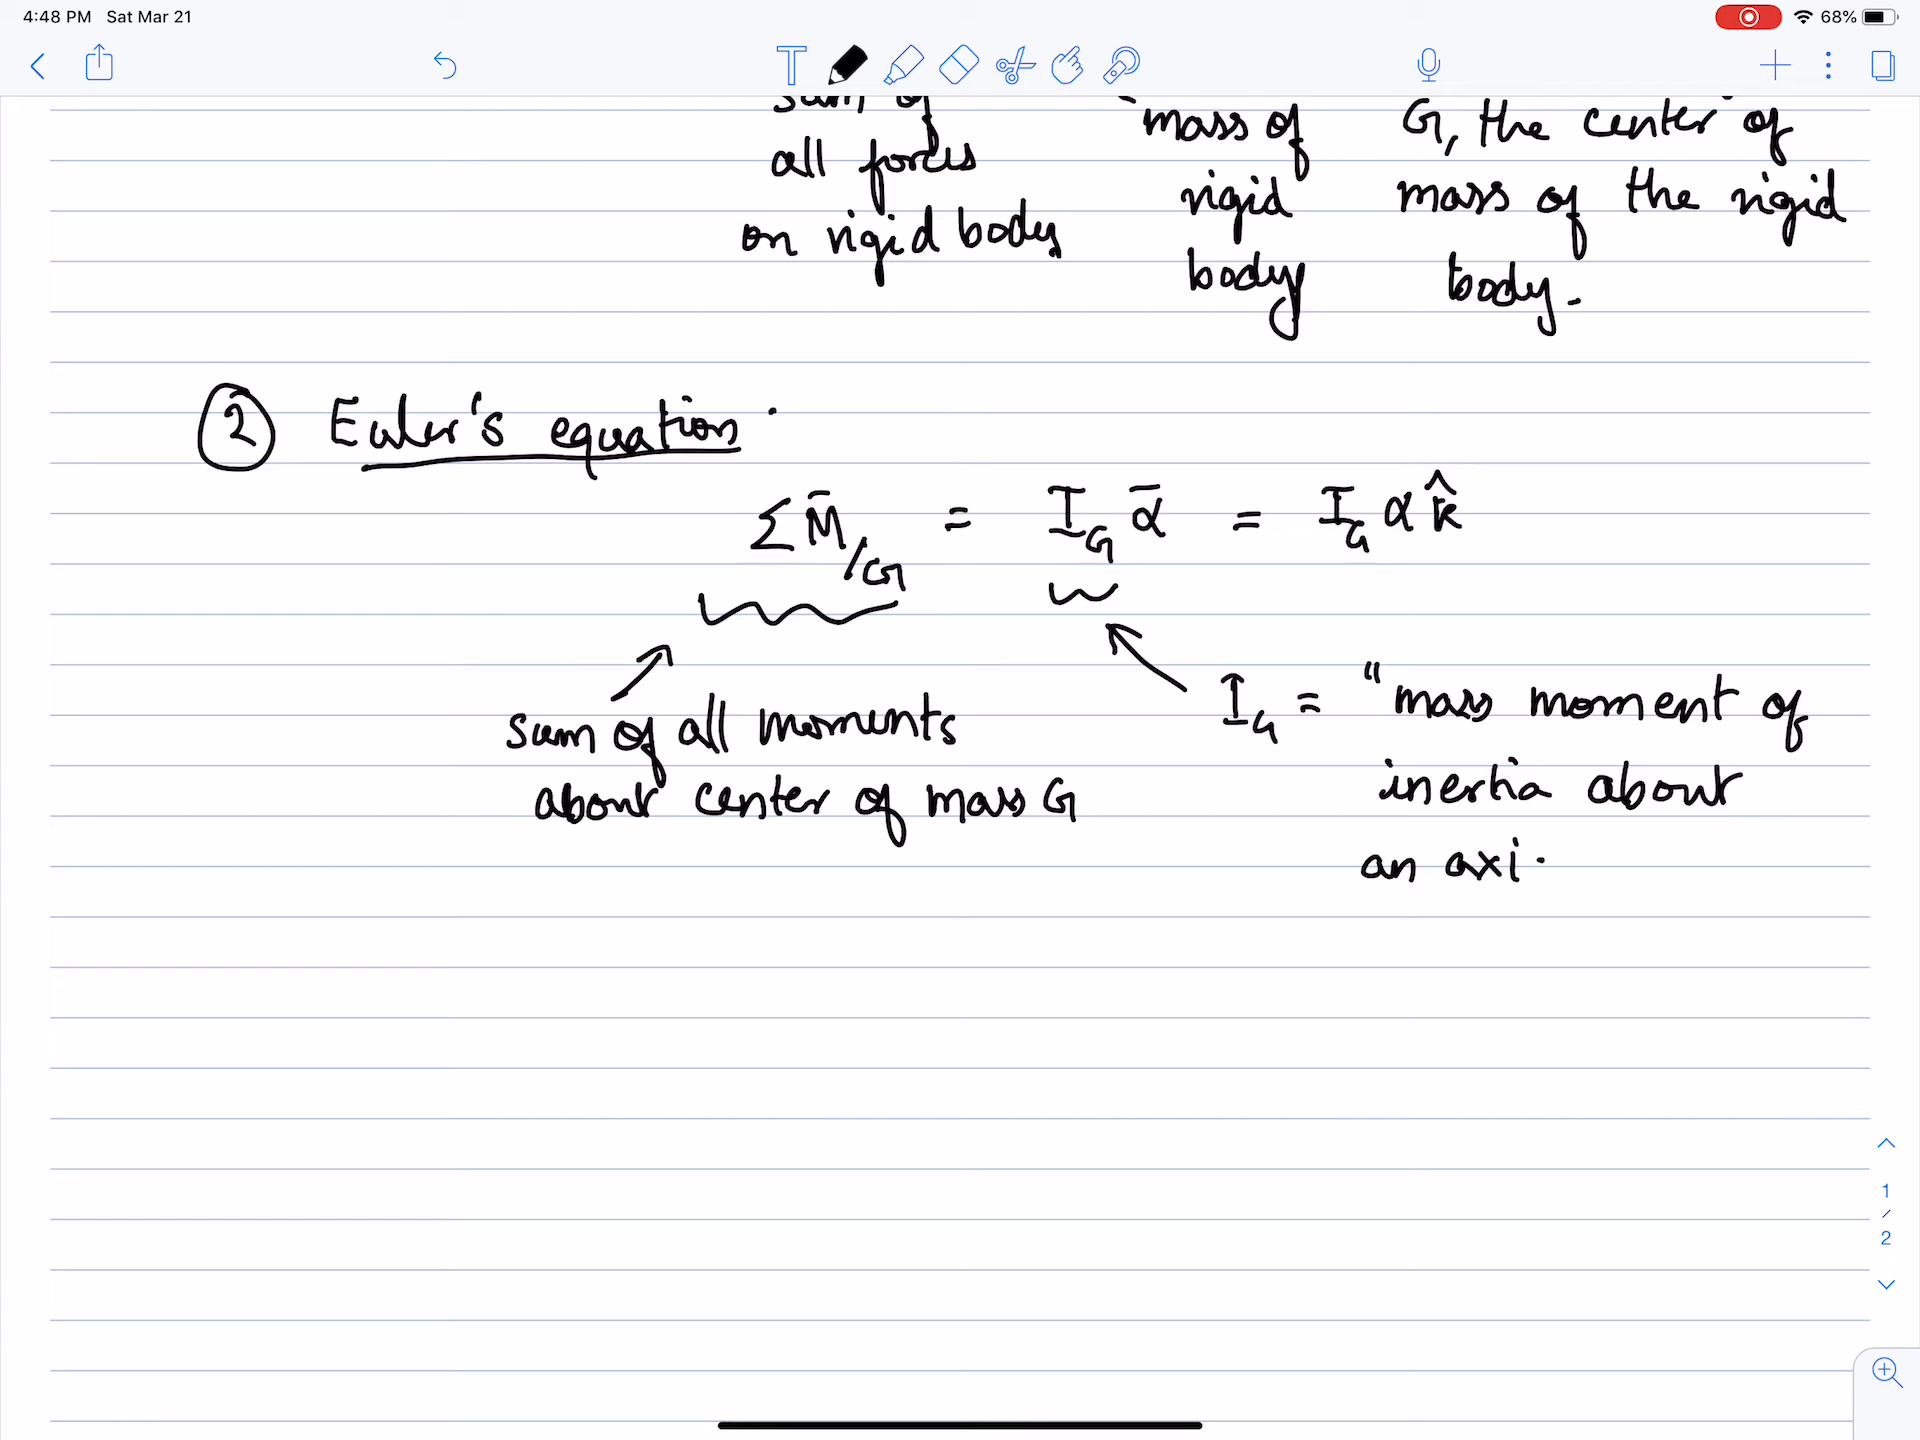 4:48 PM Sat Mar 21
68%
sum of
all forces
on rigid body
mass of
rigid
body
G, the center of
mass of the rigid
body.
② Euler's equation
Σ M̄/G = I_G ᾱ = I_G α k̂
sum of all moments
about center of mass G
I_G = "mass moment of
inertia about
an axi
1
/
2